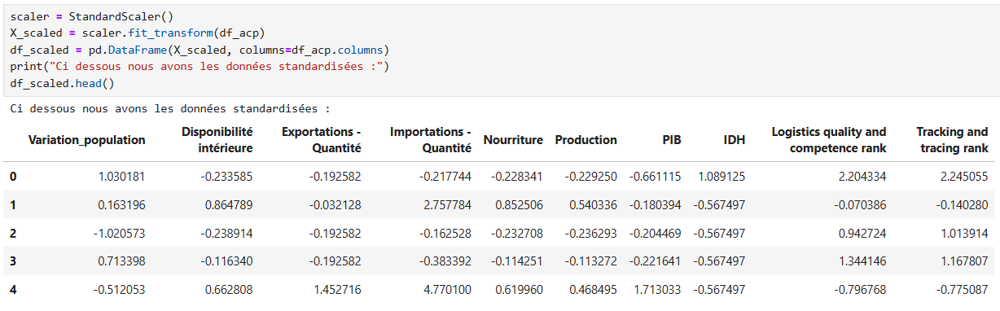 scaler = StandardScaler()
X_scaled = scaler.fit_transform(df_acp)
df_scaled = pd.DataFrame(X_scaled, columns=df_acp.columns)
print("Ci dessous nous avons les données standardisées :")
df_scaled.head()
Ci dessous nous avons les données standardisées :
Variation_population Disponibilité intérieure Exportations - Quantité Importations - Quantité Nourriture Production PIB IDH Logistics quality and competence rank Tracking and tracing rank
0 1.030181 -0.233585 -0.192582 -0.217744 -0.228341 -0.229250 -0.661115 1.089125 2.204334 2.245055
1 0.163196 0.864789 -0.032128 2.757784 0.852506 0.540336 -0.180394 -0.567497 -0.070386 -0.140280
2 -1.020573 -0.238914 -0.192582 -0.162528 -0.232708 -0.236293 -0.204469 -0.567497 0.942724 1.013914
3 0.713398 -0.116340 -0.192582 -0.383392 -0.114251 -0.113272 -0.221641 -0.567497 1.344146 1.167807
4 -0.512053 0.662808 1.452716 4.770100 0.619960 0.468495 1.713033 -0.567497 -0.796768 -0.775087